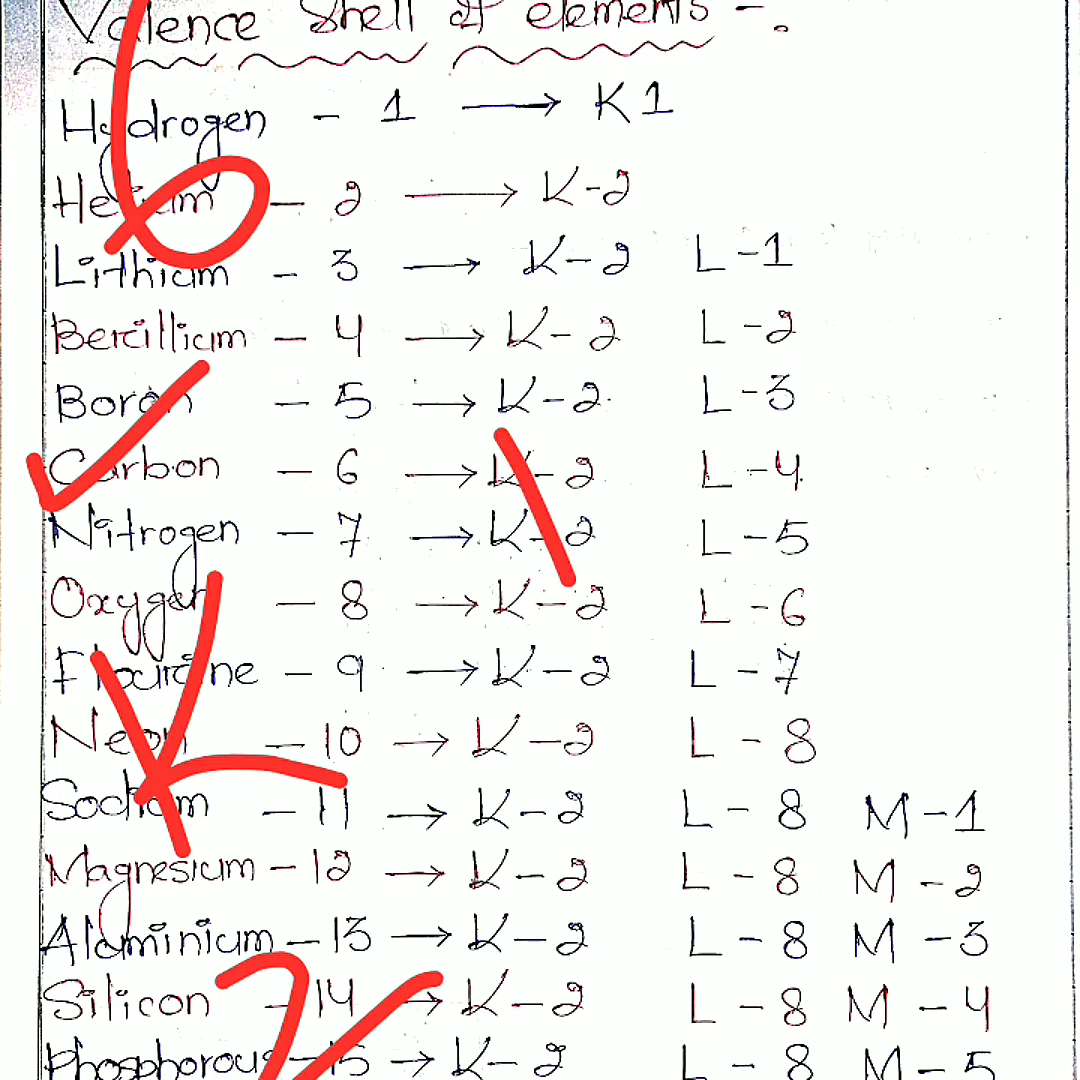 Valence Shell of elements -.
Hydrogen - 1 → K 1
Helium - 2 → K-2
Lithium - 3 → K-2 L-1
Berillium - 4 → K-2 L-2
Boron - 5 → K-2 L-3
Carbon - 6 → K-2 L-4
Nitrogen - 7 → K-2 L-5
Oxygen - 8 → K-2 L-6
Flourine - 9 → K-2 L-7
Neon - 10 → K-2 L-8
Sodium - 11 → K-2 L-8 M-1
Magnesium - 12 → K-2 L-8 M-2
Aluminium - 13 → K-2 L-8 M-3
Silicon - 14 → K-2 L-8 M-4
Phosphorous - 15 → K-2 L-8 M-5